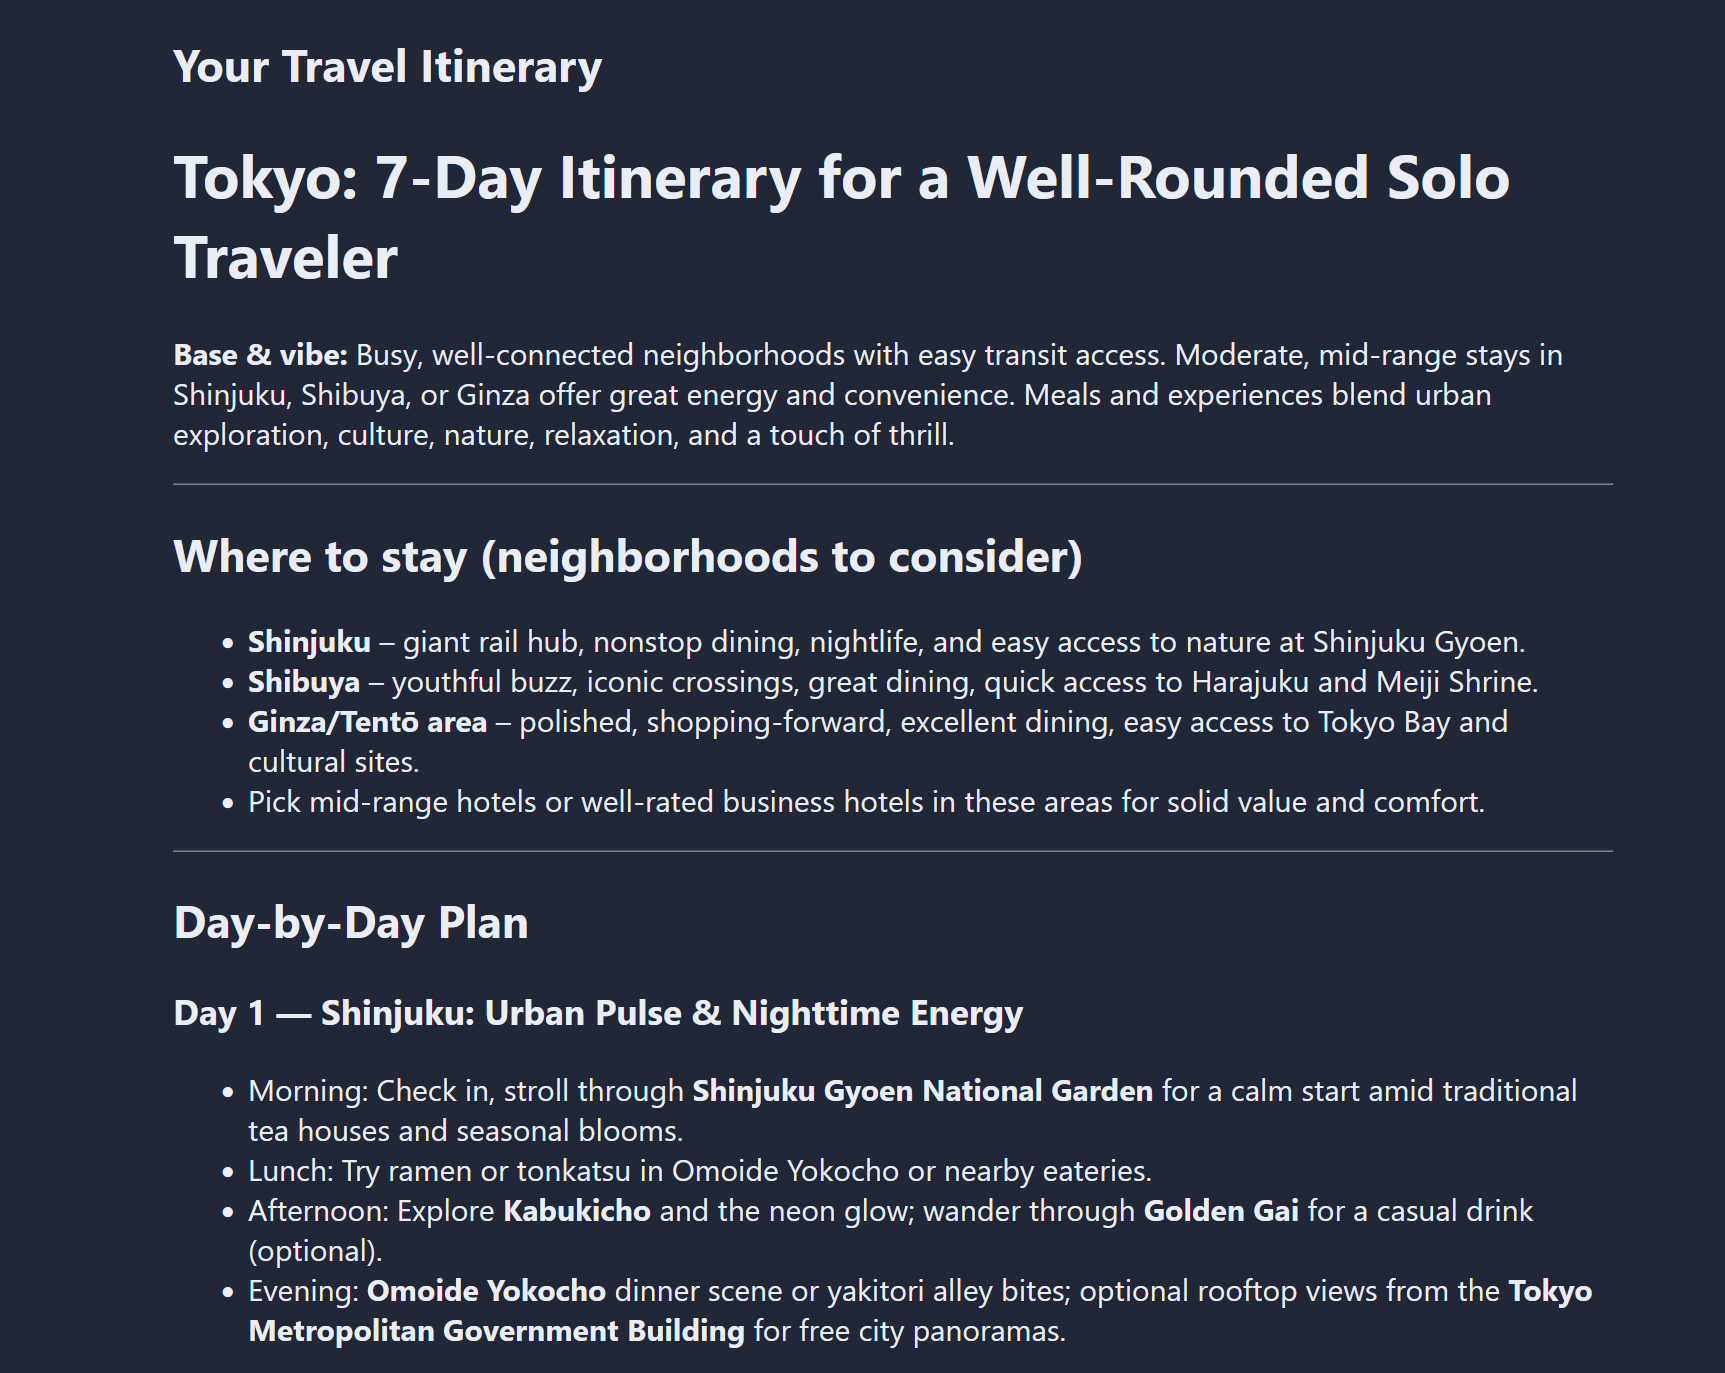 Your Travel Itinerary
Tokyo: 7-Day Itinerary for a Well-Rounded Solo
Traveler
Base & vibe: Busy, well-connected neighborhoods with easy transit access. Moderate, mid-range stays in
Shinjuku, Shibuya, or Ginza offer great energy and convenience. Meals and experiences blend urban
exploration, culture, nature, relaxation, and a touch of thrill.
Where to stay (neighborhoods to consider)
• Shinjuku – giant rail hub, nonstop dining, nightlife, and easy access to nature at Shinjuku Gyoen.
• Shibuya – youthful buzz, iconic crossings, great dining, quick access to Harajuku and Meiji Shrine.
• Ginza/Tentō area – polished, shopping-forward, excellent dining, easy access to Tokyo Bay and
cultural sites.
• Pick mid-range hotels or well-rated business hotels in these areas for solid value and comfort.
Day-by-Day Plan
Day 1 — Shinjuku: Urban Pulse & Nighttime Energy
• Morning: Check in, stroll through Shinjuku Gyoen National Garden for a calm start amid traditional
tea houses and seasonal blooms.
• Lunch: Try ramen or tonkatsu in Omoide Yokocho or nearby eateries.
• Afternoon: Explore Kabukicho and the neon glow; wander through Golden Gai for a casual drink
(optional).
• Evening: Omoide Yokocho dinner scene or yakitori alley bites; optional rooftop views from the Tokyo
Metropolitan Government Building for free city panoramas.